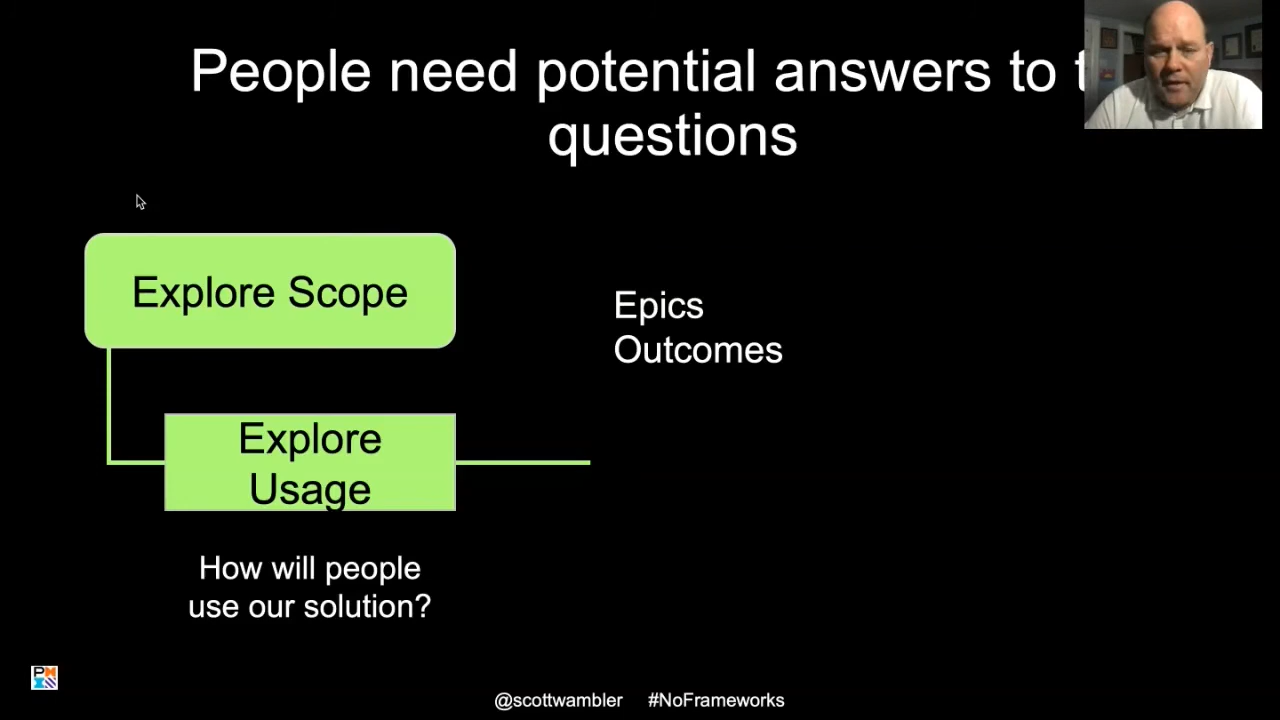 People need potential answers to t
questions
Explore Scope
Epics
Outcomes
Explore
Usage
How will people
use our solution?
@scottwambler #NoFrameworks